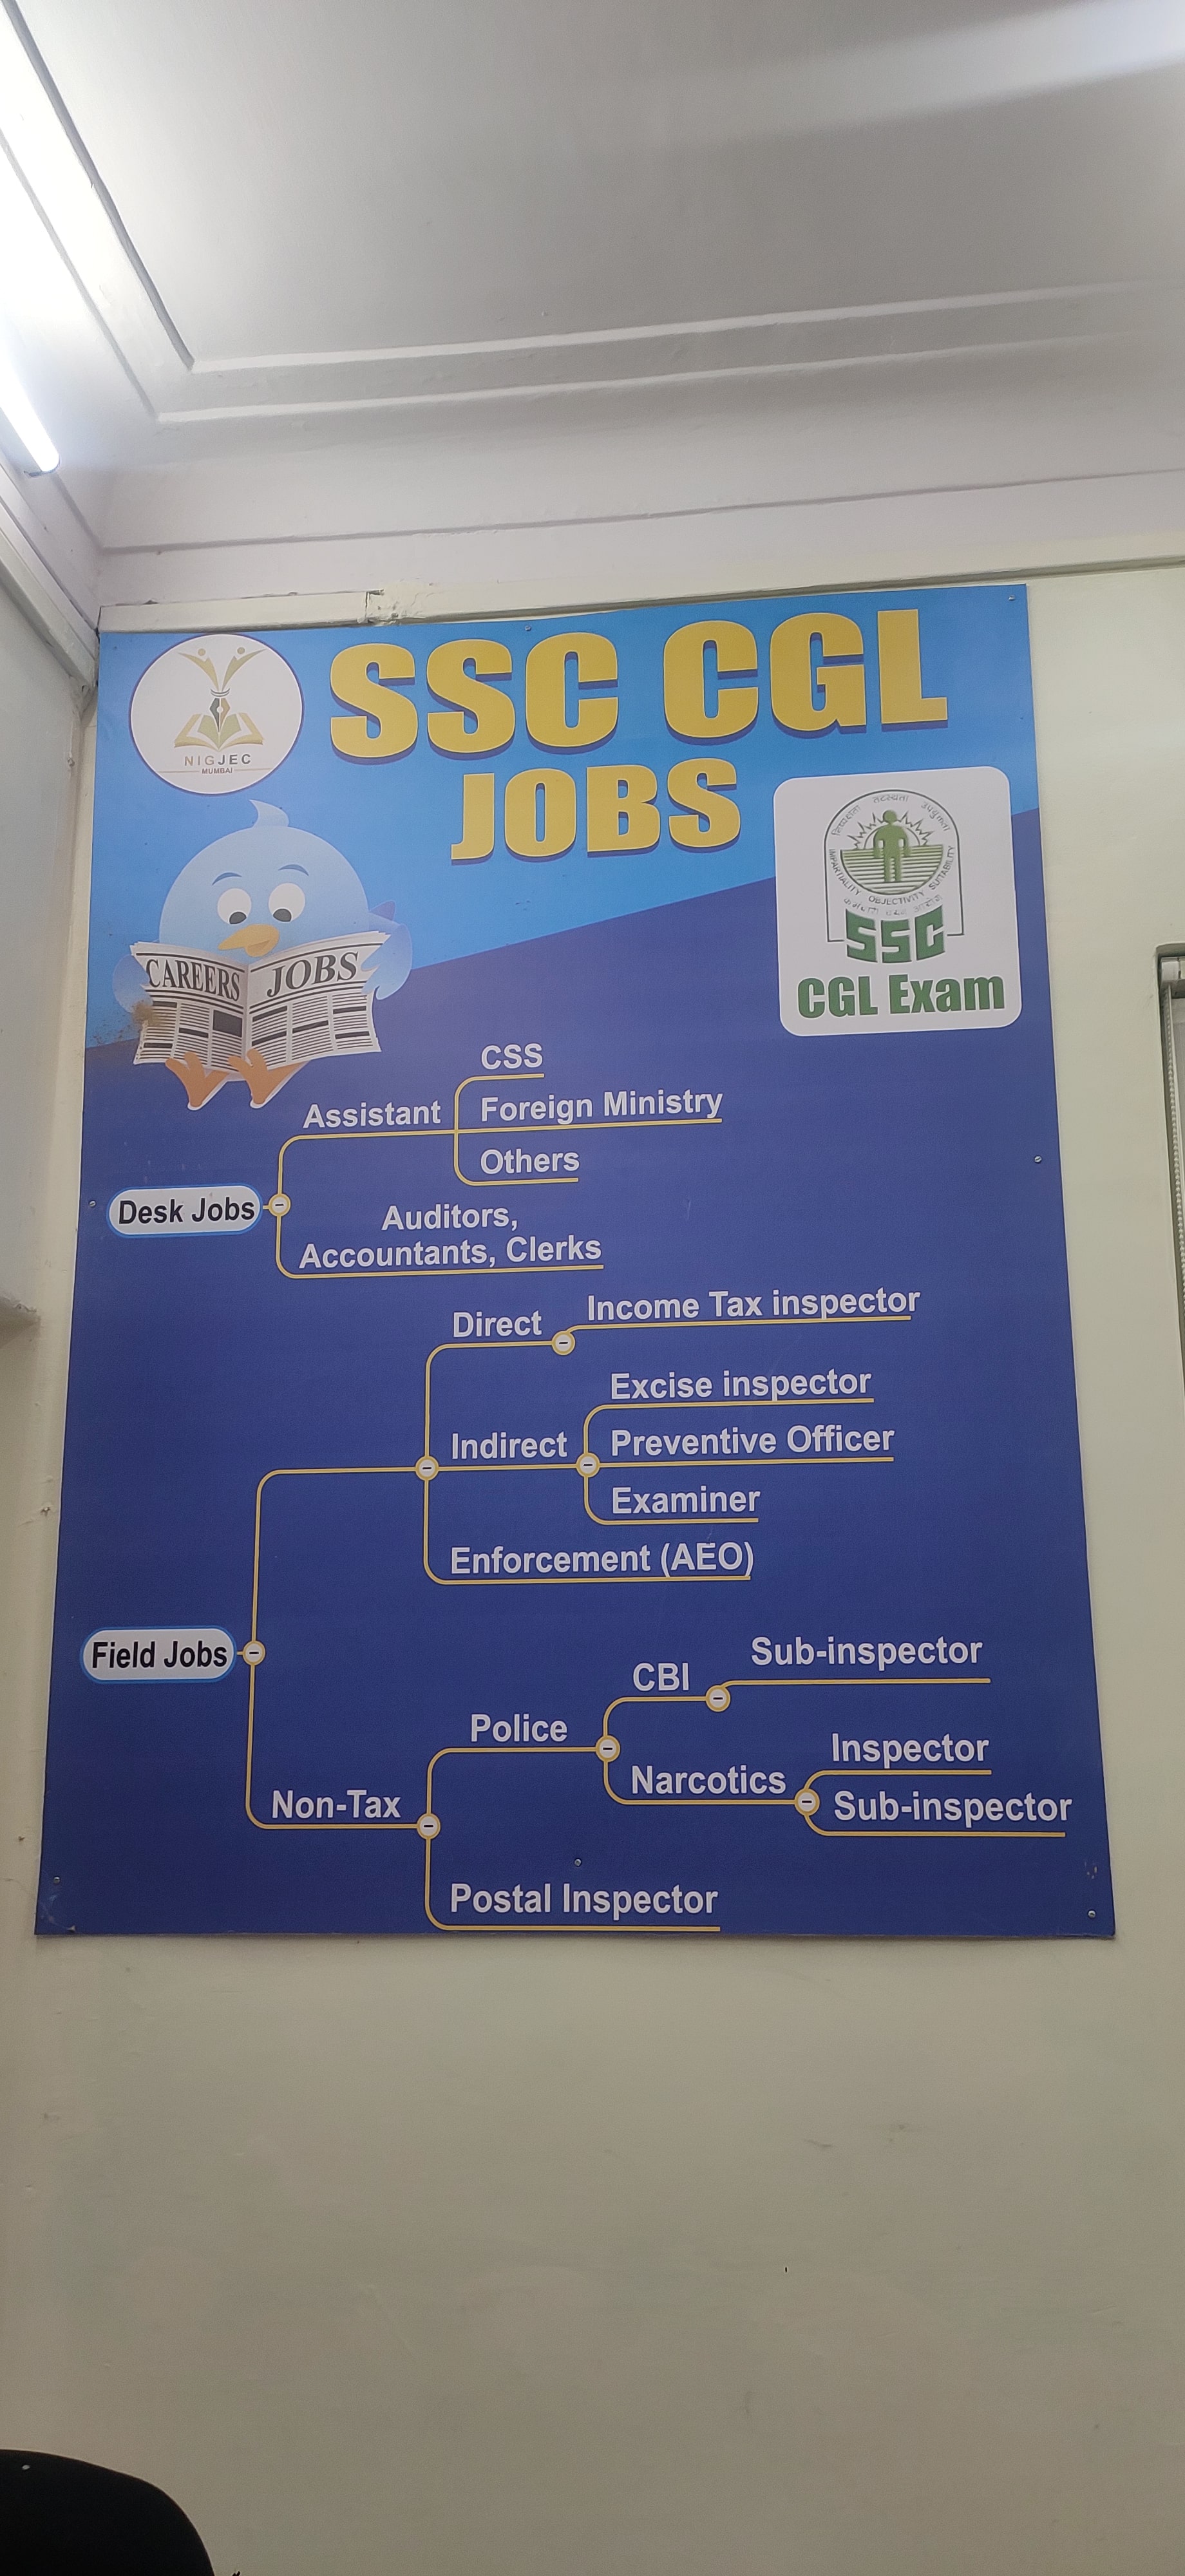 SSC CGL
JOBS
NIGJEC
MUMBAI
CAREERS
JOBS
तटस्थता
IMPARTIALITY OBJECTIVITY SUITABILITY
SSC
CGL Exam
CSS
Assistant
Foreign Ministry
Others
Desk Jobs
Auditors,
Accountants, Clerks
Direct
Income Tax inspector
Excise inspector
Indirect
Preventive Officer
Examiner
Enforcement (AEO)
Field Jobs
Sub-inspector
CBI
Police
Inspector
Narcotics
Sub-inspector
Non-Tax
Postal Inspector